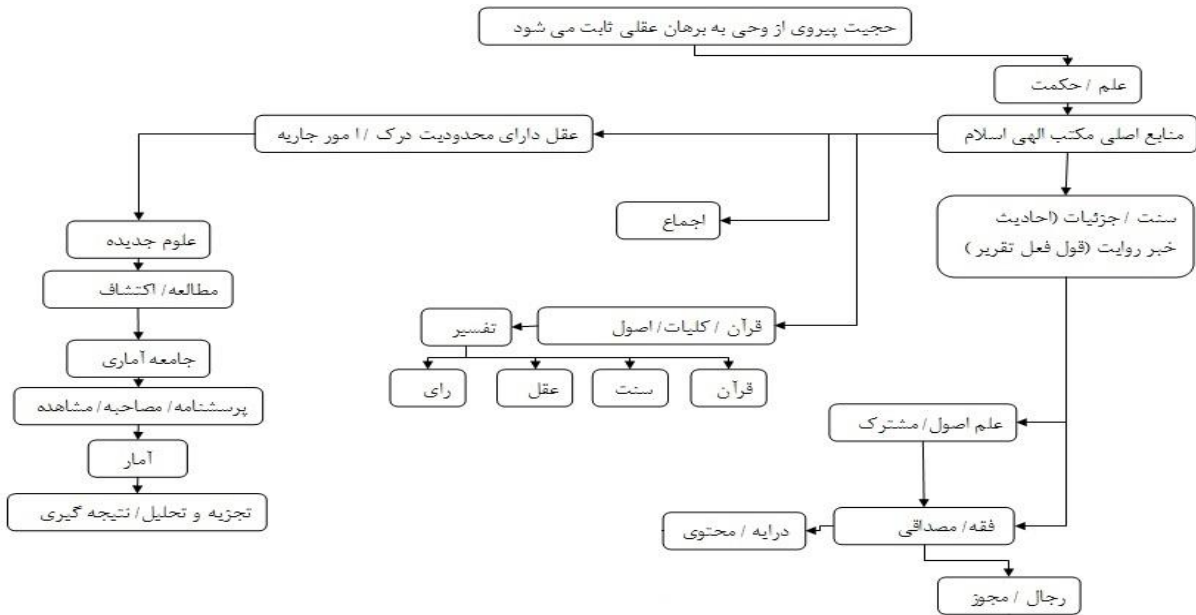 حجیت پیروی از وحی به برهان عقلی ثابت می شود
علم / حکمت
منابع اصلی مکتب الهی اسلام
عقل دارای محدودیت درک / ا مور جاریه
سنت / جزئیات (احادیث
خبر روایت (قول فعل تقریر )
اجماع
علوم جدیده
مطالعه/ اکتشاف
قرآن / کلیات/ اصول
تفسیر
جامعه آماری
قرآن
سنت
عقل
رای
پرسشنامه/ مصاحبه/ مشاهده
علم اصول/ مشترک
آمار
تجزیه و تحلیل/ نتیجه گیری
فقه/ مصداقی
درایه / محتوی
رجال / مجوز